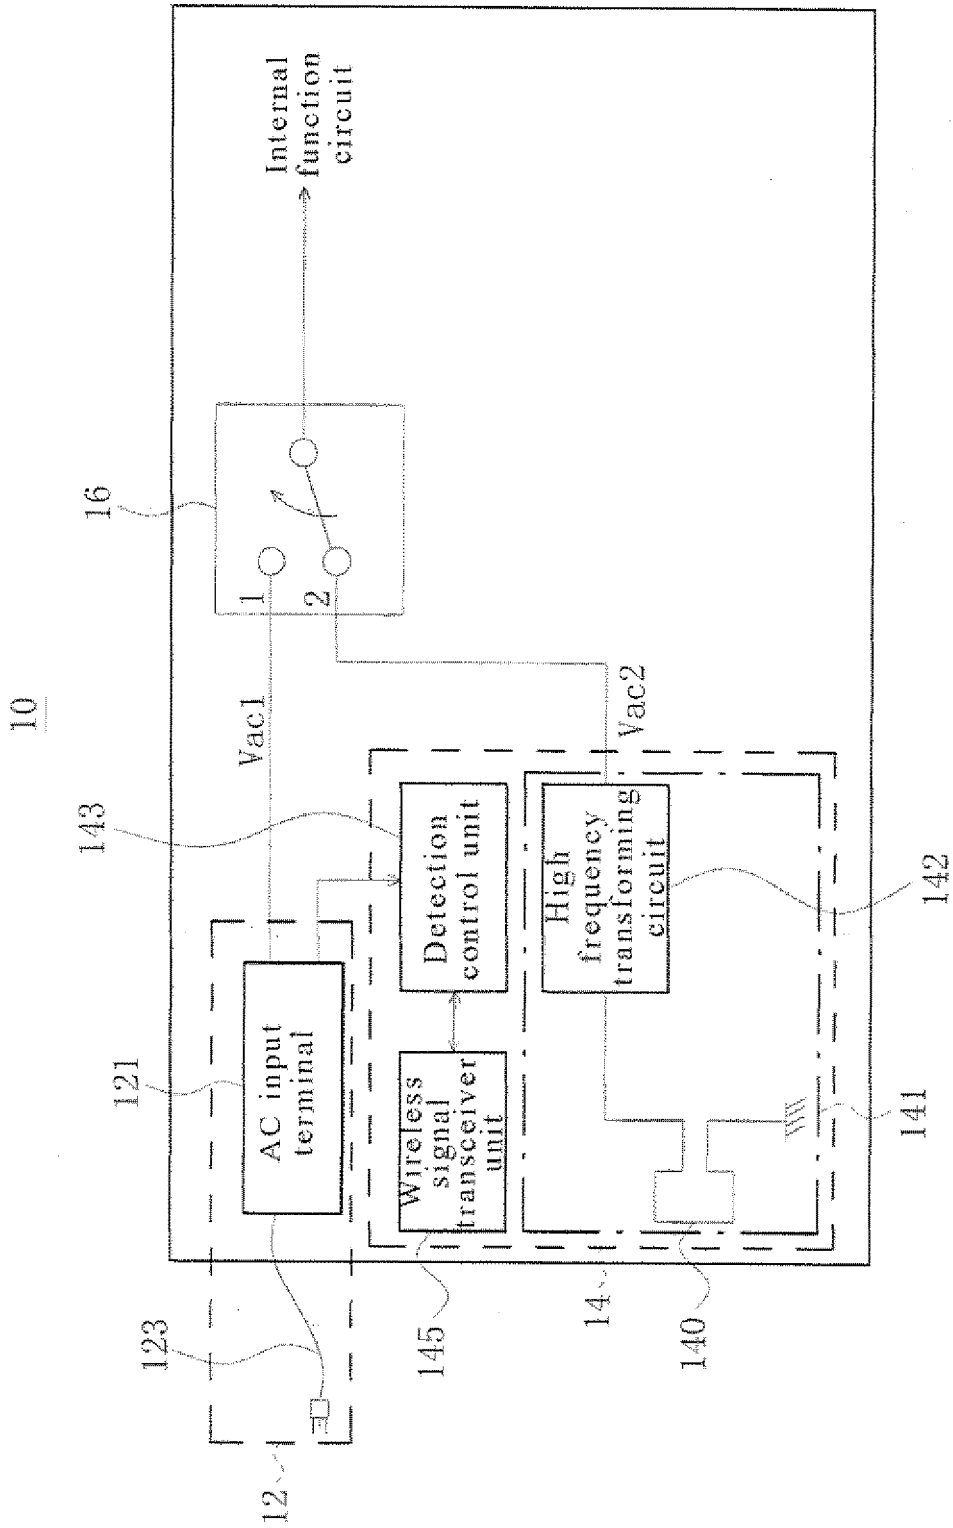 10
12
123
121
AC input
terminal
Vac1
143
Detection
control unit
145
Wireless
signal
transceiver
unit
14
140
141
High
frequency
transforming
circuit
142
Vac2
16
1
2
Internal
function
circuit